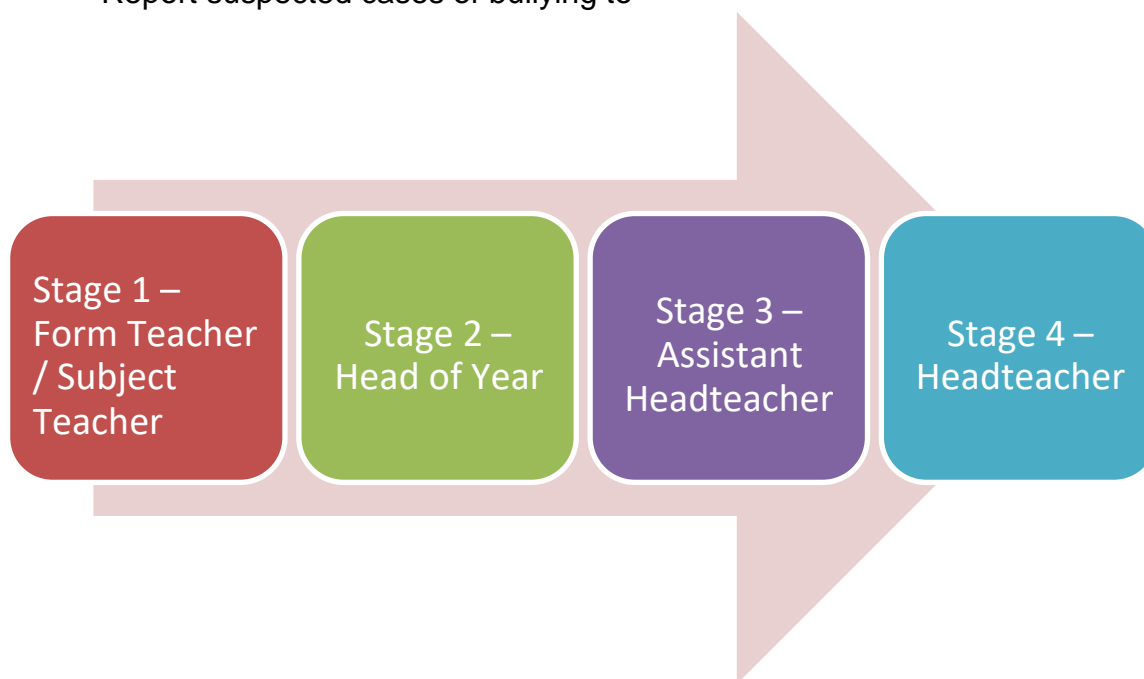 Report suspected cases of bullying to
Stage 1 –
Form Teacher
/ Subject
Teacher
Stage 2 –
Head of Year
Stage 3 –
Assistant
Headteacher
Stage 4 –
Headteacher